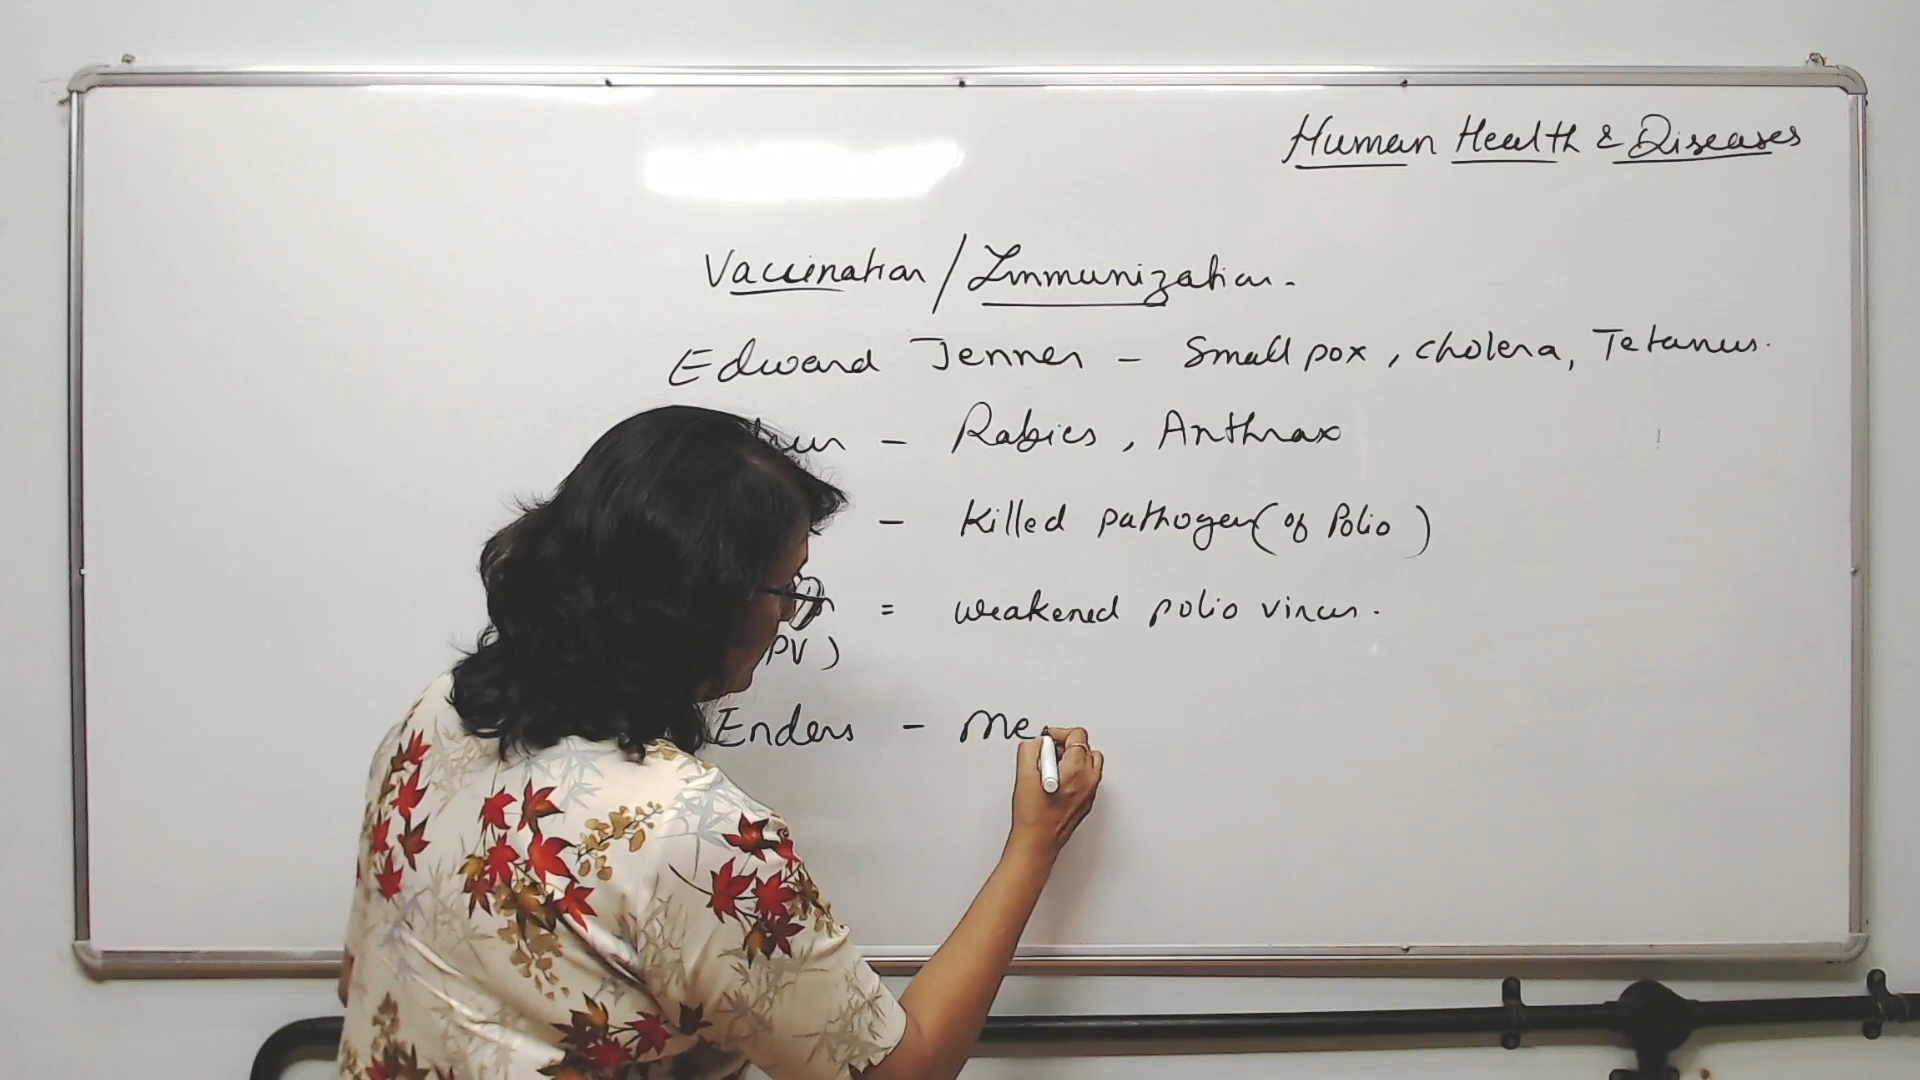 Human Health & Diseases
Vaccination / Immunization.
Edward Jenner - Small pox, cholera, Tetanus.
- Rabies, Anthrax
- Killed pathogen (of Polio)
= weakened polio virus.
PV)
Enders - Me